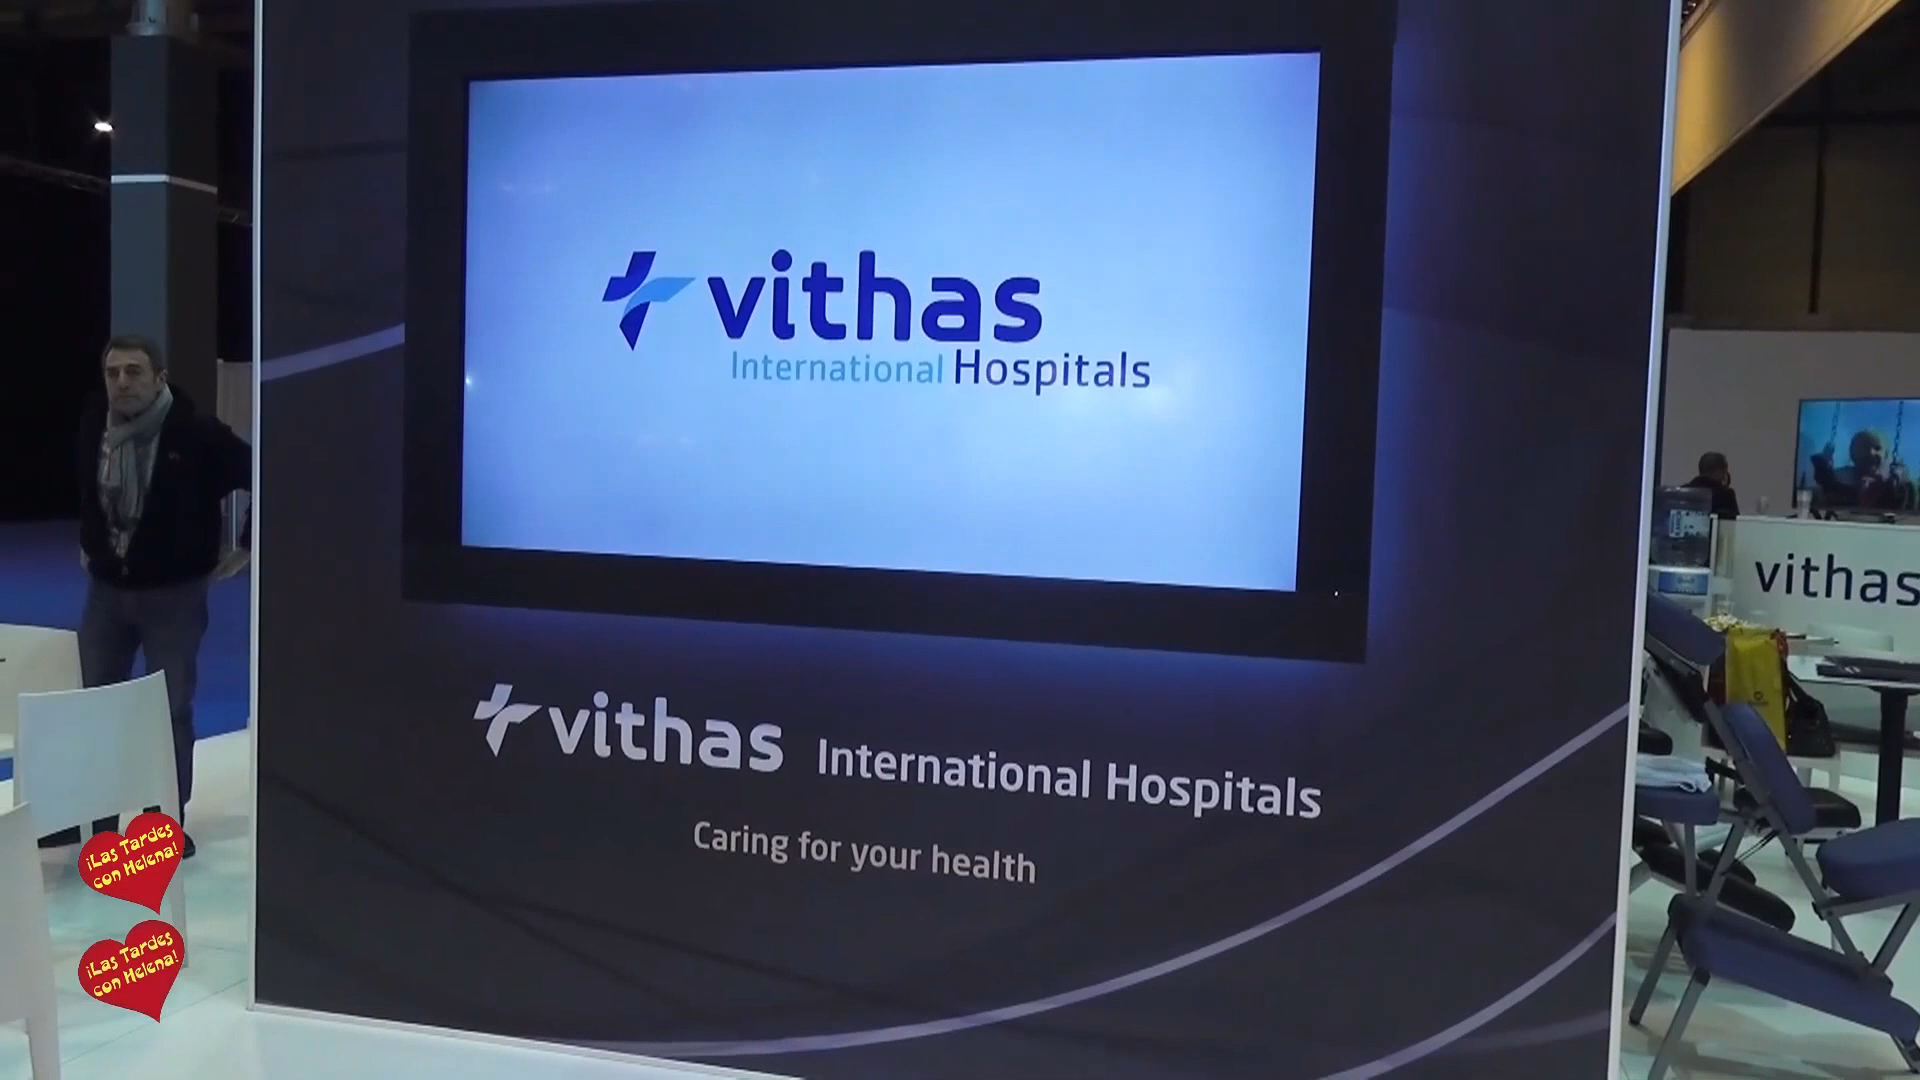 vithas
International Hospitals
vithas International Hospitals
Caring for your health
vithas
¡Las Tardes
con Helena!
¡Las Tardes
con Helena!